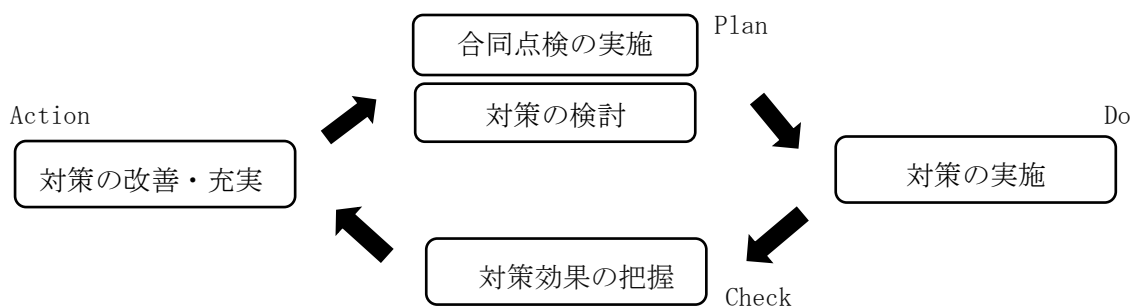 合同点検の実施
Plan
対策の検討
Action
Do
対策の改善・充実
対策の実施
対策効果の把握
Check